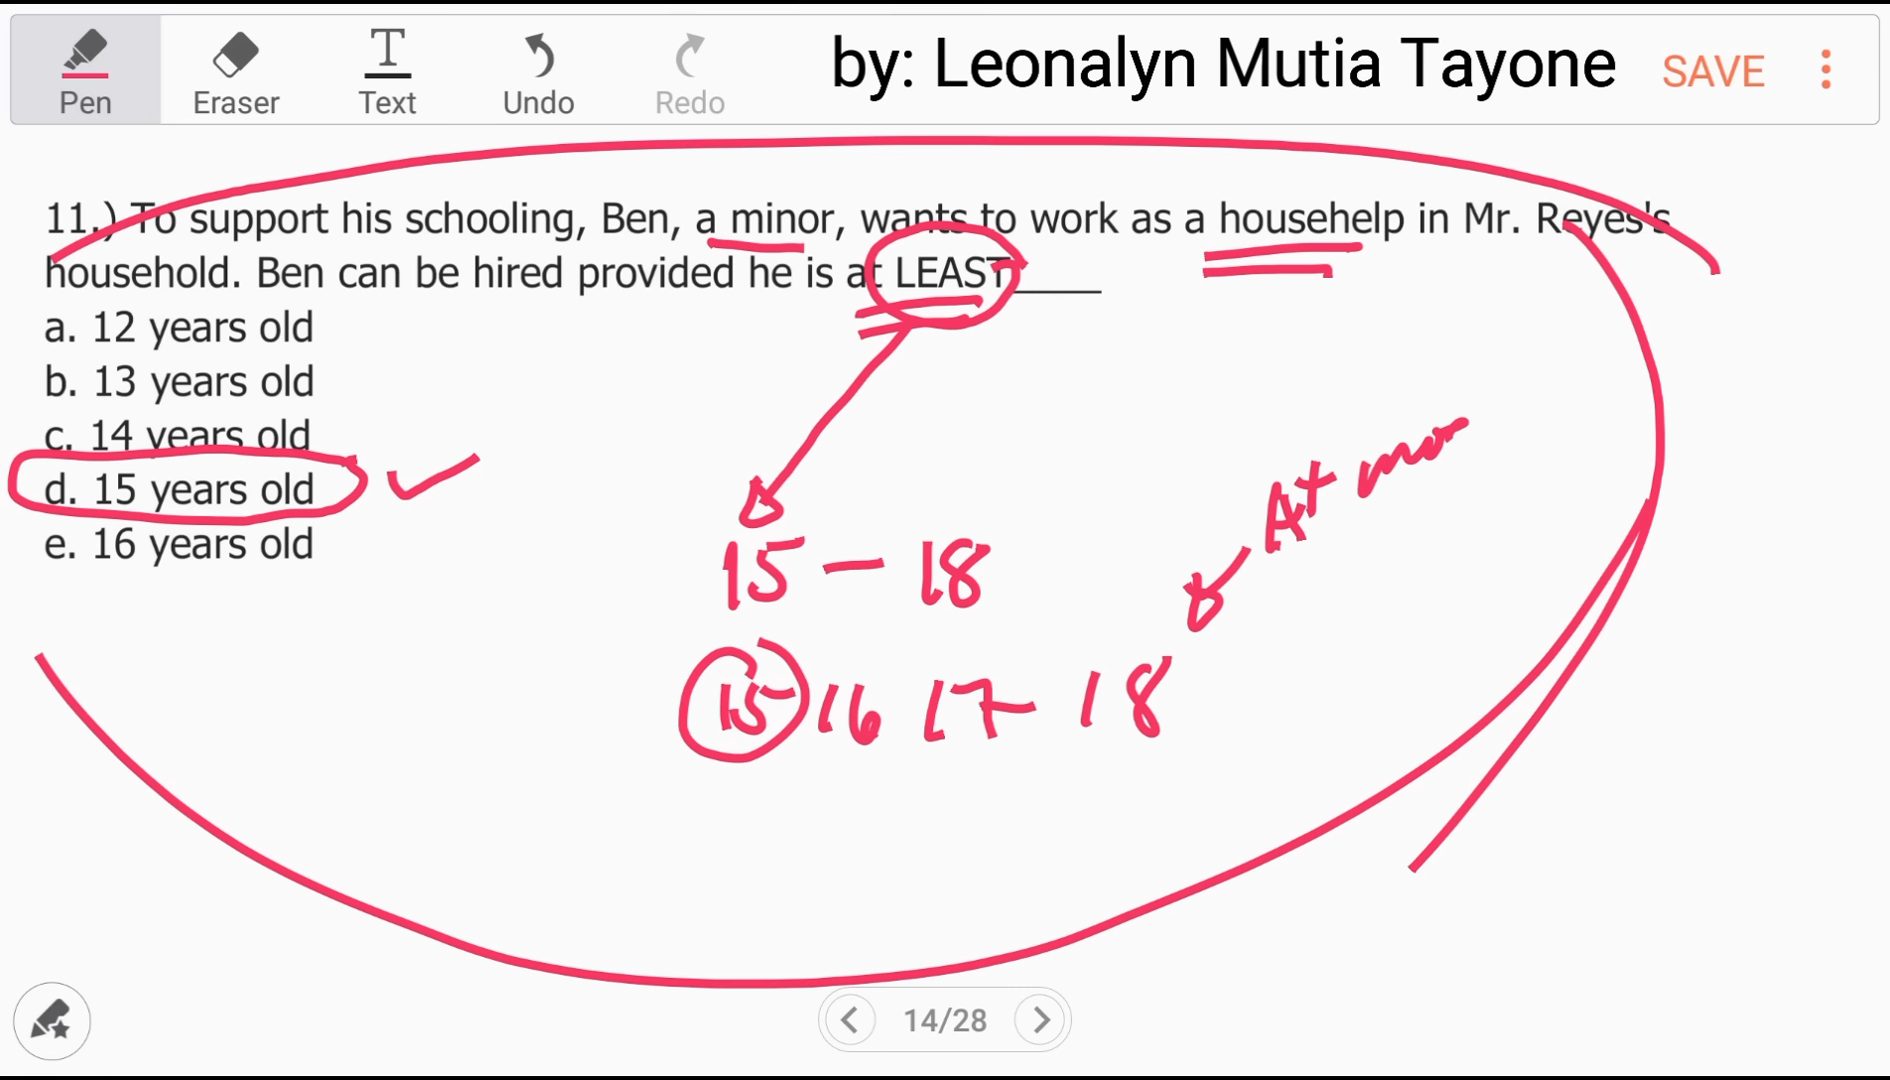 Pen Eraser Text Undo Redo by: Leonalyn Mutia Tayone SAVE
11.) To support his schooling, Ben, a minor, wants to work as a househelp in Mr. Reyes's
household. Ben can be hired provided he is at LEAST_____
a. 12 years old
b. 13 years old
c. 14 years old
d. 15 years old
e. 16 years old
At
15 - 18
15 16 17 - 18
14/28